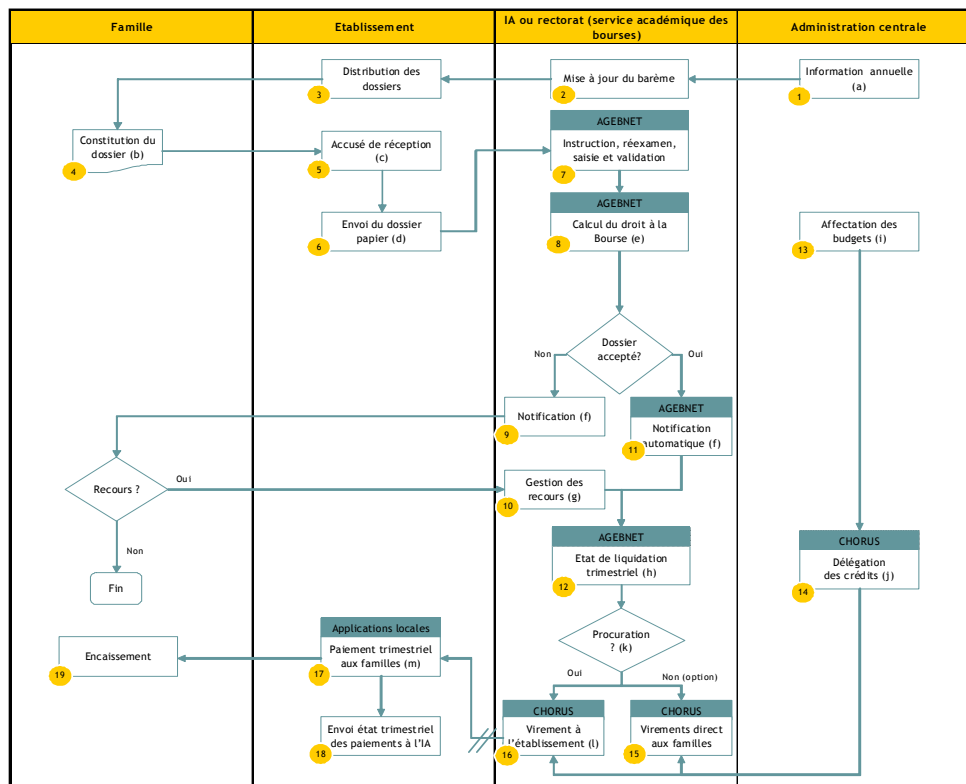 Famille
Etablissement
IA ou rectorat (service académique des
bourses)
Administration centrale
Information annuelle
(a)
1
Mise à jour du barème
2
Distribution des
dossiers
3
Constitution du
dossier (b)
4
Accusé de réception
(c)
5
Envoi du dossier
papier (d)
6
AGEBNET
Instruction, réexamen,
saisie et validation
7
AGEBNET
Calcul du droit à la
Bourse (e)
8
Affectation des
budgets (i)
13
Dossier
accepté?
Non
Oui
Notification (f)
9
AGEBNET
Notification
automatique (f)
11
Recours ?
Oui
Non
Fin
Gestion des
recours (g)
10
AGEBNET
Etat de liquidation
trimestriel (h)
12
CHORUS
Délégation
des crédits (j)
14
Procuration
? (k)
Oui
Non (option)
CHORUS
Virement à
l’établissement (l)
16
CHORUS
Virements direct
aux familles
15
Applications locales
Paiement trimestriel
aux familles (m)
17
Encaissement
19
Envoi état trimestriel
des paiements à l’IA
18